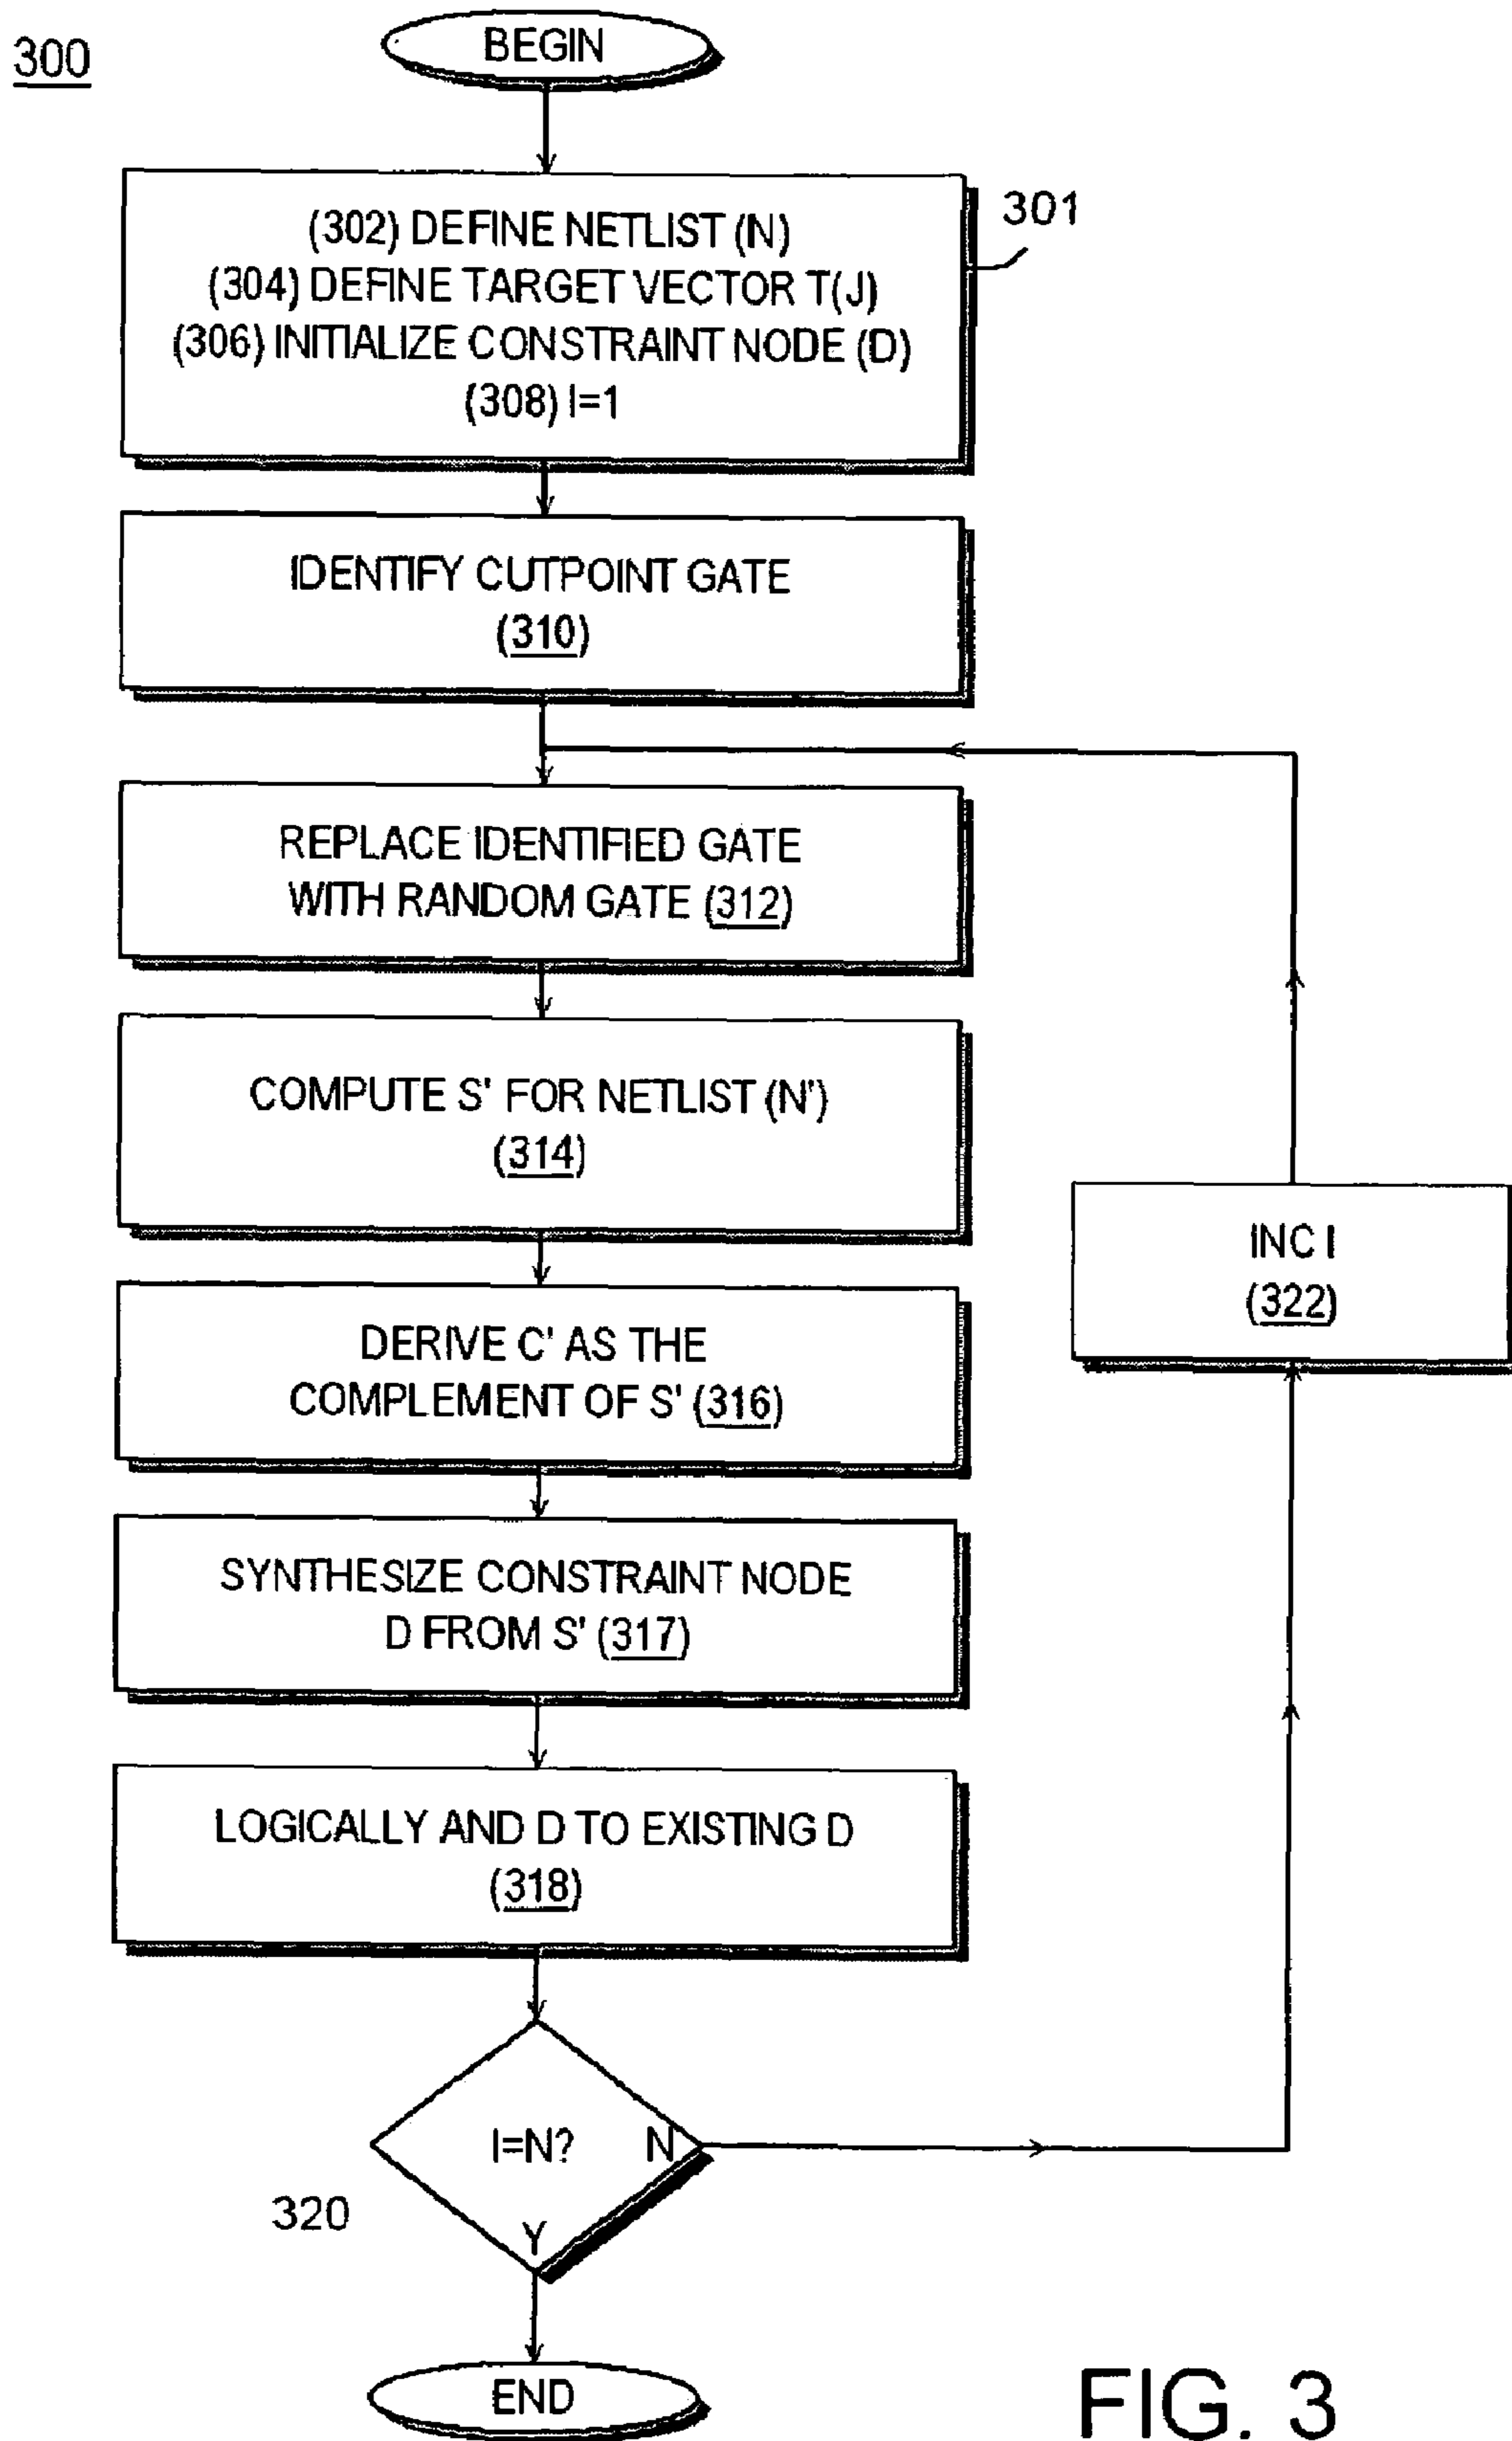 300
BEGIN
301
(302) DEFINE NETLIST (N)
(304) DEFINE TARGET VECTOR T(J)
(306) INITIALIZE CONSTRAINT NODE (D)
(308) I=1
IDENTIFY CUTPOINT GATE
(310)
REPLACE IDENTIFIED GATE
WITH RANDOM GATE (312)
COMPUTE S' FOR NETLIST (N')
(314)
DERIVE C' AS THE
COMPLEMENT OF S' (316)
SYNTHESIZE CONSTRAINT NODE
D FROM S' (317)
LOGICALLY AND D TO EXISTING D
(318)
I=N?
N
Y
320
INC I
(322)
END
FIG. 3